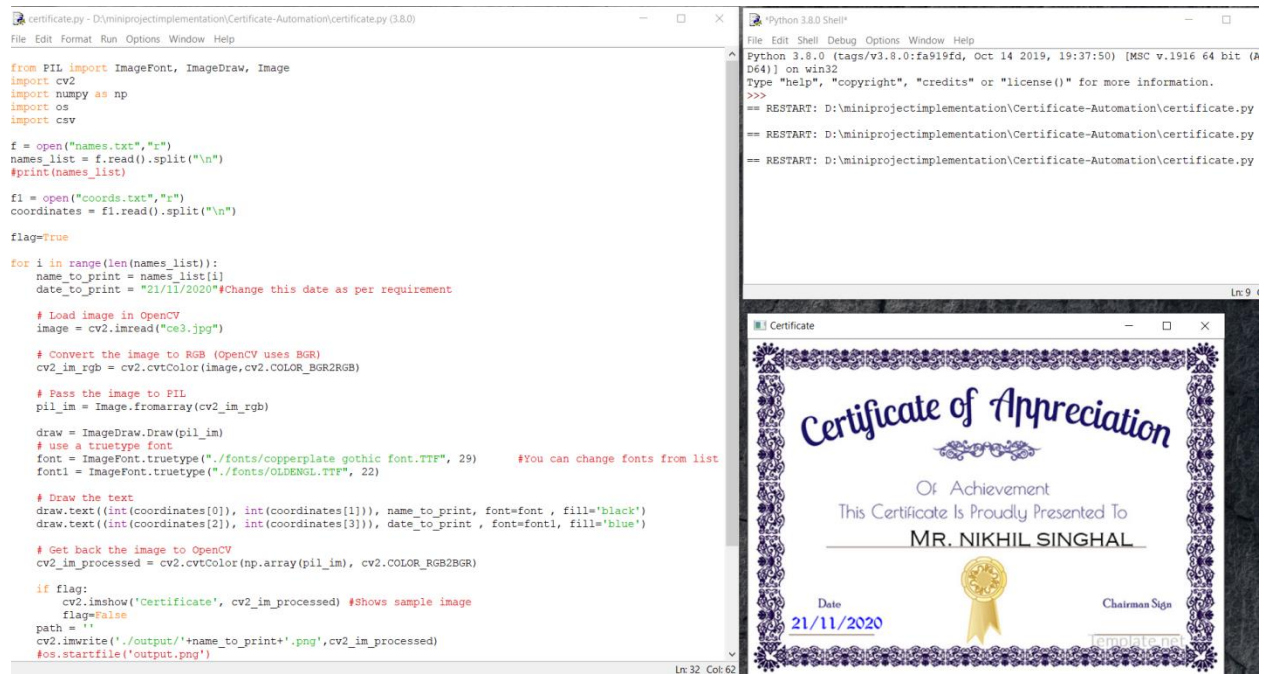 certificate.py - D:\miniprojectimplementation\Certificate-Automation\certificate.py (3.8.0)
File Edit Format Run Options Window Help
from PIL import ImageFont, ImageDraw, Image
import cv2
import numpy as np
import os
import csv
f = open("names.txt","r")
names_list = f.read().split("\n")
#print(names_list)
f1 = open("coords.txt","r")
coordinates = f1.read().split("\n")
flag=True
for i in range(len(names_list)):
name_to_print = names_list[i]
date_to_print = "21/11/2020"#Change this date as per requirement
# Load image in OpenCV
image = cv2.imread("ce3.jpg")
# Convert the image to RGB (OpenCV uses BGR)
cv2_im_rgb = cv2.cvtColor(image,cv2.COLOR_BGR2RGB)
# Pass the image to PIL
pil_im = Image.fromarray(cv2_im_rgb)
draw = ImageDraw.Draw(pil_im)
# use a truetype font
font = ImageFont.truetype("./fonts/copperplate gothic font.TTF", 29) #You can change fonts from list
font1 = ImageFont.truetype("./fonts/OLDENGL.TTF", 22)
# Draw the text
draw.text((int(coordinates[0]), int(coordinates[1])), name_to_print, font=font , fill='black')
draw.text((int(coordinates[2]), int(coordinates[3])), date_to_print , font=font1, fill='blue')
# Get back the image to OpenCV
cv2_im_processed = cv2.cvtColor(np.array(pil_im), cv2.COLOR_RGB2BGR)
if flag:
cv2.imshow('Certificate', cv2_im_processed) #Shows sample image
flag=False
path = ''
cv2.imwrite('./output/'+name_to_print+'.png',cv2_im_processed)
#os.startfile('output.png')
Ln: 32 Col: 62
*Python 3.8.0 Shell*
File Edit Shell Debug Options Window Help
Python 3.8.0 (tags/v3.8.0:fa919fd, Oct 14 2019, 19:37:50) [MSC v.1916 64 bit (A
D64)] on win32
Type "help", "copyright", "credits" or "license()" for more information.
>>>
== RESTART: D:\miniprojectimplementation\Certificate-Automation\certificate.py
== RESTART: D:\miniprojectimplementation\Certificate-Automation\certificate.py
== RESTART: D:\miniprojectimplementation\Certificate-Automation\certificate.py
Ln: 9
Certificate
Certificate of Appreciation
Of Achievement
This Certificate Is Proudly Presented To
MR. NIKHIL SINGHAL
Date
Chairman Sign
21/11/2020
template.net